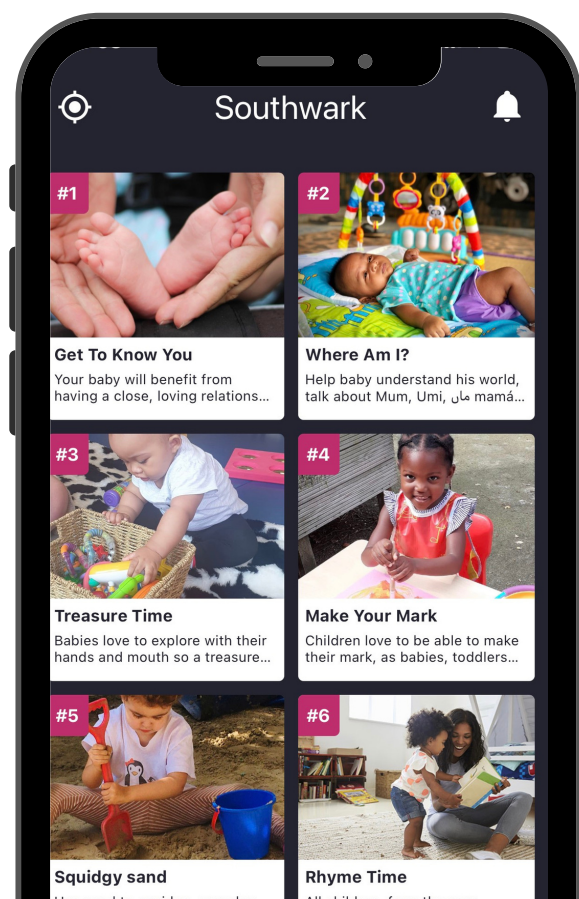 Southwark
#1
Get To Know You
Your baby will benefit from
having a close, loving relations...
#2
Where Am I?
Help baby understand his world,
talk about Mum, Umi, ماں mamá...
#3
Treasure Time
Babies love to explore with their
hands and mouth so a treasure...
#4
Make Your Mark
Children love to be able to make
their mark, as babies, toddlers...
#5
Squidgy sand
#6
Rhyme Time